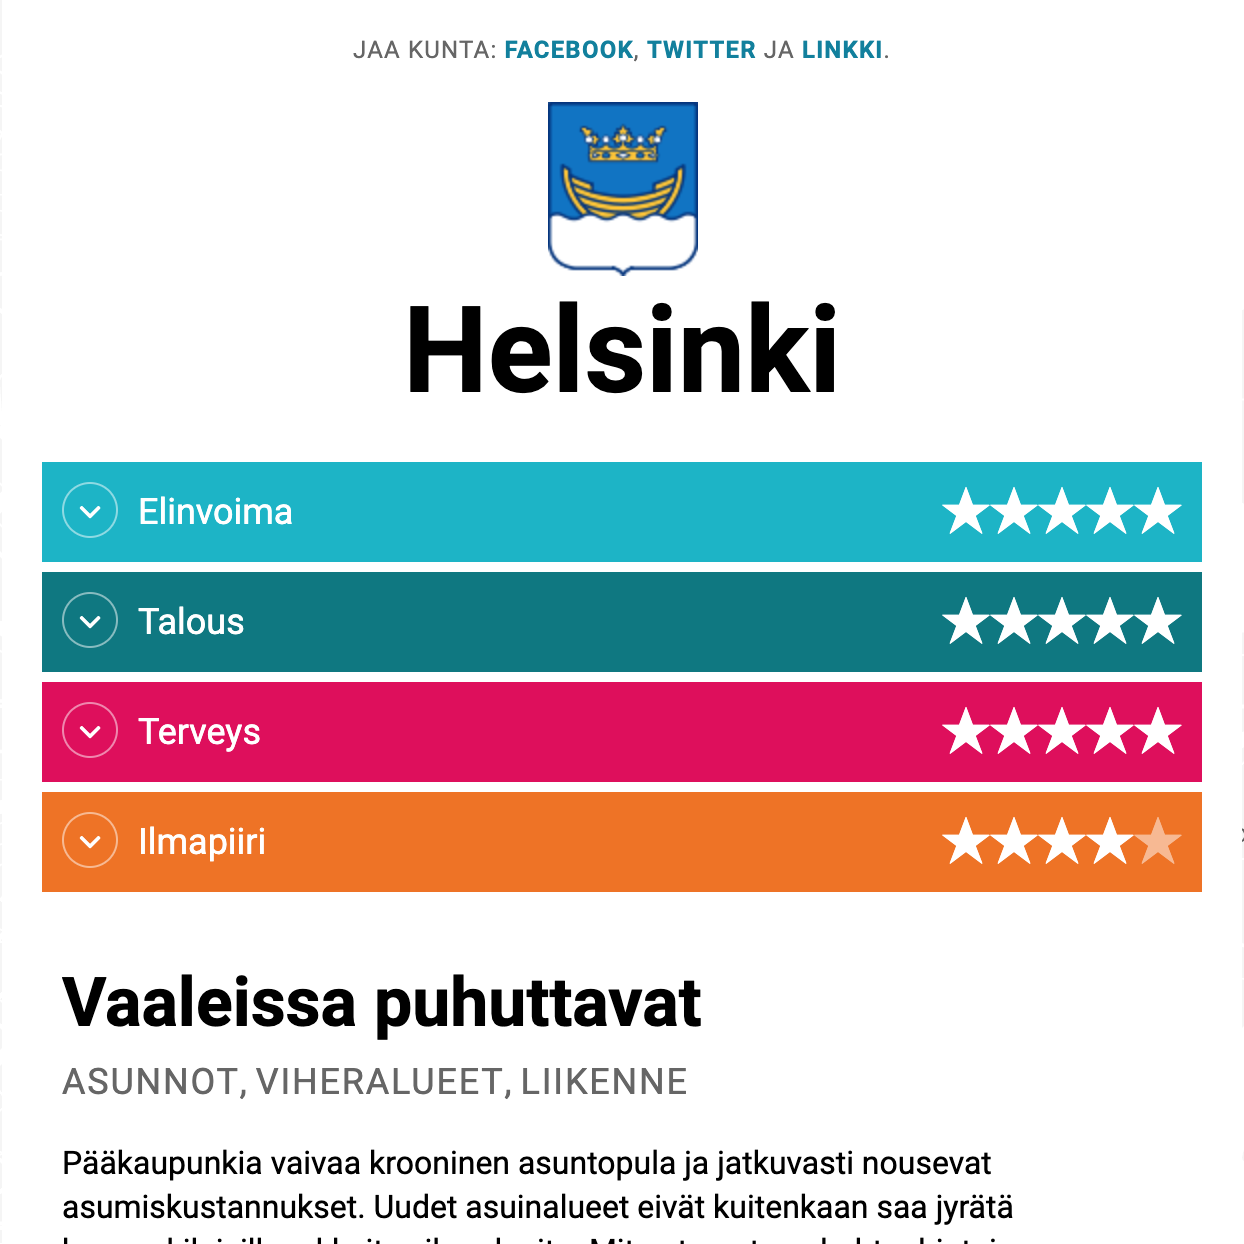 JAA KUNTA: FACEBOOK, TWITTER JA LINKKI.
Helsinki
Elinvoima
Talous
Terveys
Ilmapiiri
Vaaleissa puhuttavat
ASUNNOT, VIHERALUEET, LIIKENNE
Pääkaupunkia vaivaa krooninen asuntopula ja jatkuvasti nousevat
asumiskustannukset. Uudet asuinalueet eivät kuitenkaan saa jyrätä